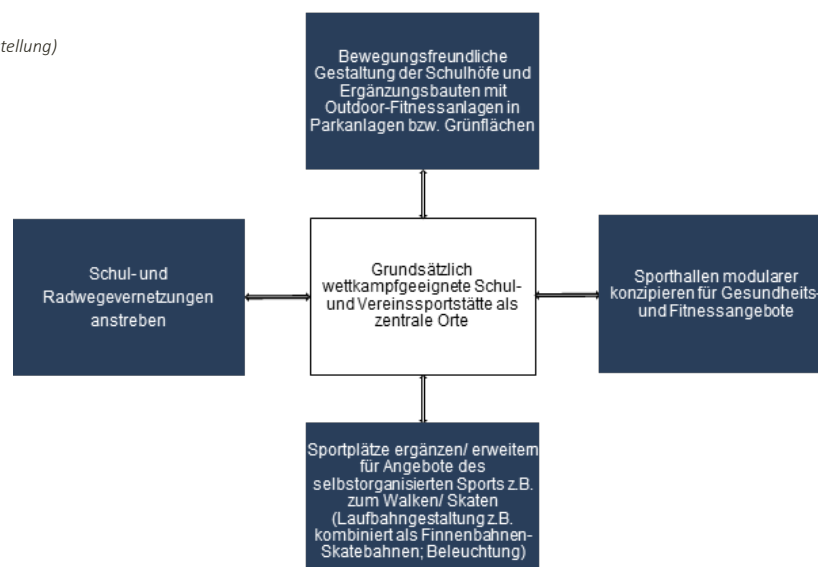 tellung)
Bewegungsfreundliche
Gestaltung der Schulhöfe und
Ergänzungsbauten mit
Outdoor-Fitnessanlagen in
Parkanlagen bzw. Grünflächen
Schul- und
Radwegevernetzungen
anstreben
Grundsätzlich
wettkampfgeeignete Schul-
und Vereinssportstätte als
zentrale Orte
Sporthallen modularer
konzipieren für Gesundheits-
und Fitnessangebote
Sportplätze ergänzen/ erweitern
für Angebote des
selbstorganisierten Sports z.B.
zum Walken/ Skaten
(Laufbahngestaltung z.B.
kombiniert als Finnenbahnen-
Skatebahnen; Beleuchtung)